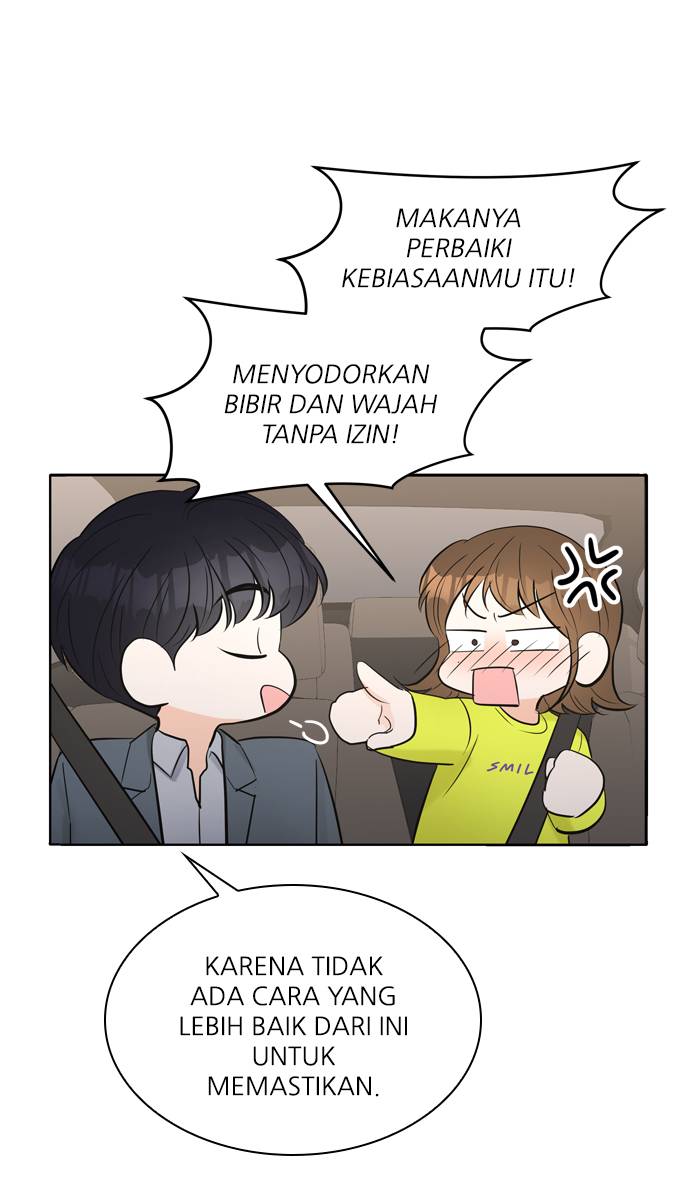 MAKANYA
PERBAIKI
KEBIASAANMU ITU!
MENYODORKAN
BIBIR DAN WAJAH
TANPA IZIN!
SMIL
KARENA TIDAK
ADA CARA YANG
LEBIH BAIK DARI INI
UNTUK
MEMASTIKAN.